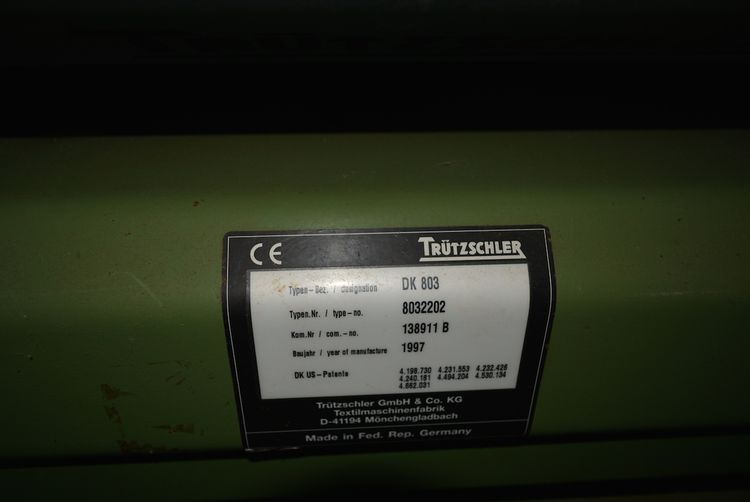 CE TRÜTZSCHLER
Typen-Bez. / designation DK 803
Typen.Nr. / type-no. 8032202
Kom.Nr / com.-no. 138911 B
Baujahr / year of manufacture 1997
DK US-Patente 4.198.730 4.231.553 4.232.426
4.240.181 4.494.204 4.530.134
4.662.031
Trützschler GmbH & Co. KG
Textilmaschinenfabrik
D-41194 Mönchengladbach
Made in Fed. Rep. Germany